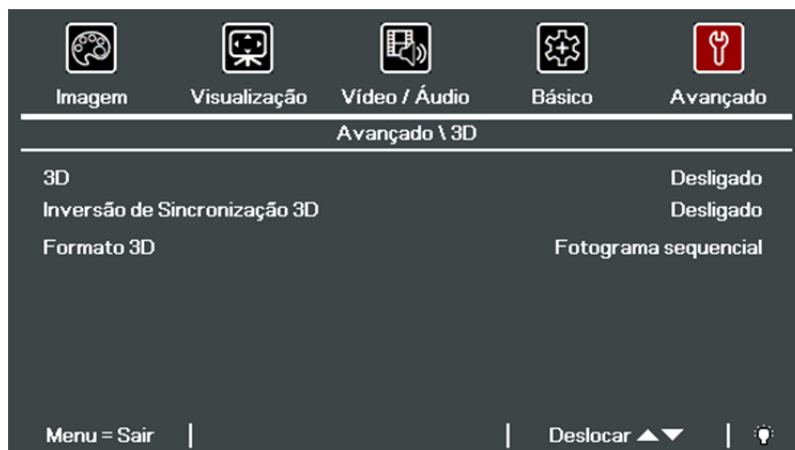 Imagem Visualização Vídeo / Áudio Básico Avançado
Avançado \ 3D
3D Desligado
Inversão de Sincronização 3D Desligado
Formato 3D Fotograma sequencial
Menu = Sair Deslocar ▲▼